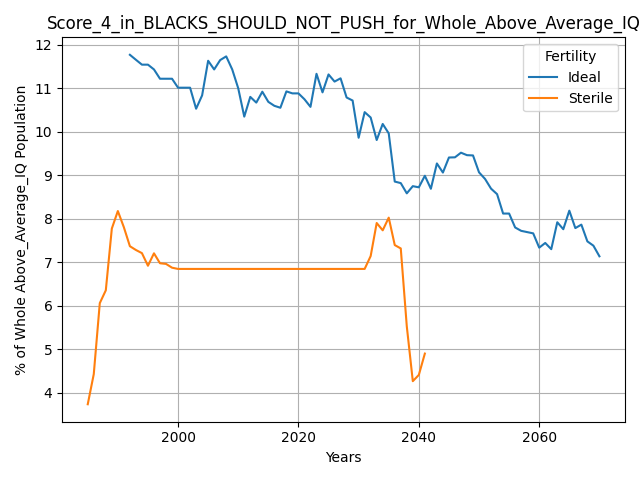 Score_4_in_BLACKS_SHOULD_NOT_PUSH_for_Whole_Above_Average_IQ
Fertility
Ideal
Sterile
% of Whole Above_Average_IQ Population
12
11
10
9
8
7
6
5
4
2000 2020 2040 2060
Years